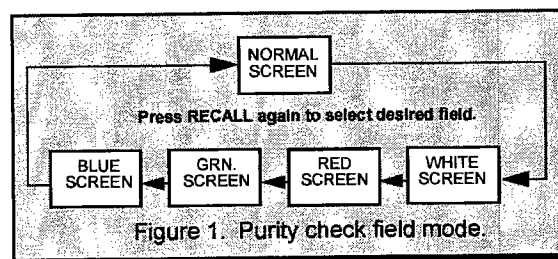 NORMAL
SCREEN
Press RECALL again to select desired field.
BLUE
SCREEN
GRN.
SCREEN
RED
SCREEN
WHITE
SCREEN
Figure 1. Purity check field mode.